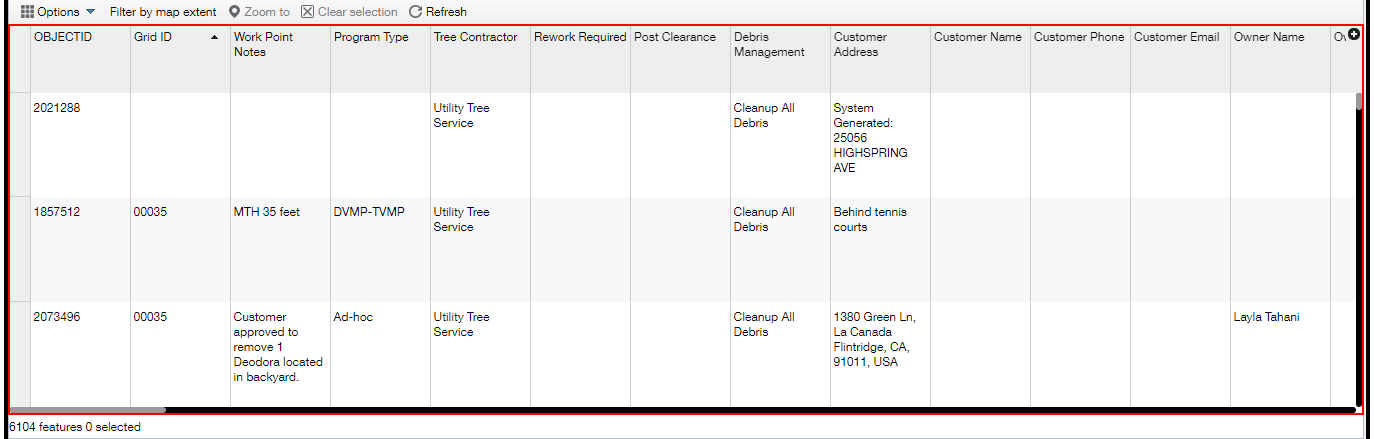 Options Filter by map extent Zoom to Clear selection Refresh
OBJECTID Grid ID Work Point Notes Program Type Tree Contractor Rework Required Post Clearance Debris Management Customer Address Customer Name Customer Phone Customer Email Owner Name
2021288 Utility Tree Service Cleanup All Debris System Generated: 25056 HIGHSPRING AVE
1857512 00035 MTH 35 feet DVMP-TVMP Utility Tree Service Cleanup All Debris Behind tennis courts
2073496 00035 Customer approved to remove 1 Deodora located in backyard. Ad-hoc Utility Tree Service Cleanup All Debris 1380 Green Ln, La Canada Flintridge, CA, 91011, USA Layla Tahani
6104 features 0 selected